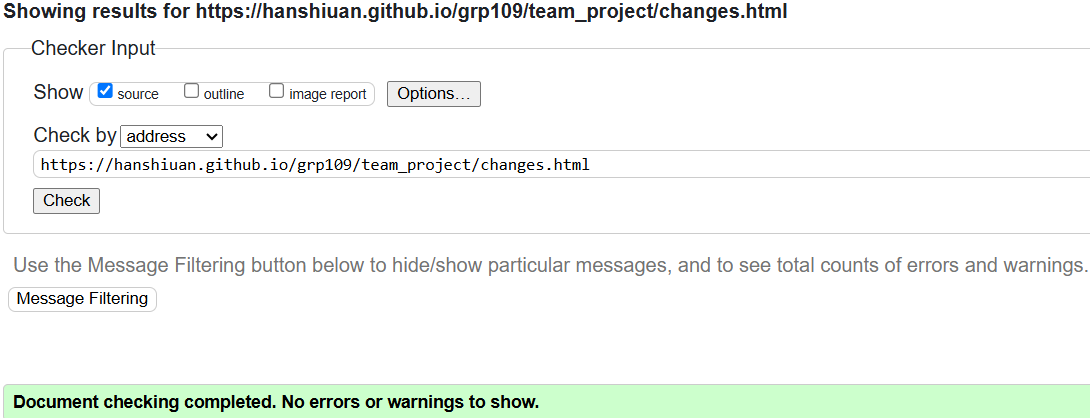 Showing results for https://hanshiuan.github.io/grp109/team_project/changes.html
Checker Input
Show source outline image report Options...
Check by address
https://hanshiuan.github.io/grp109/team_project/changes.html
Check
Use the Message Filtering button below to hide/show particular messages, and to see total counts of errors and warnings.
Message Filtering
Document checking completed. No errors or warnings to show.